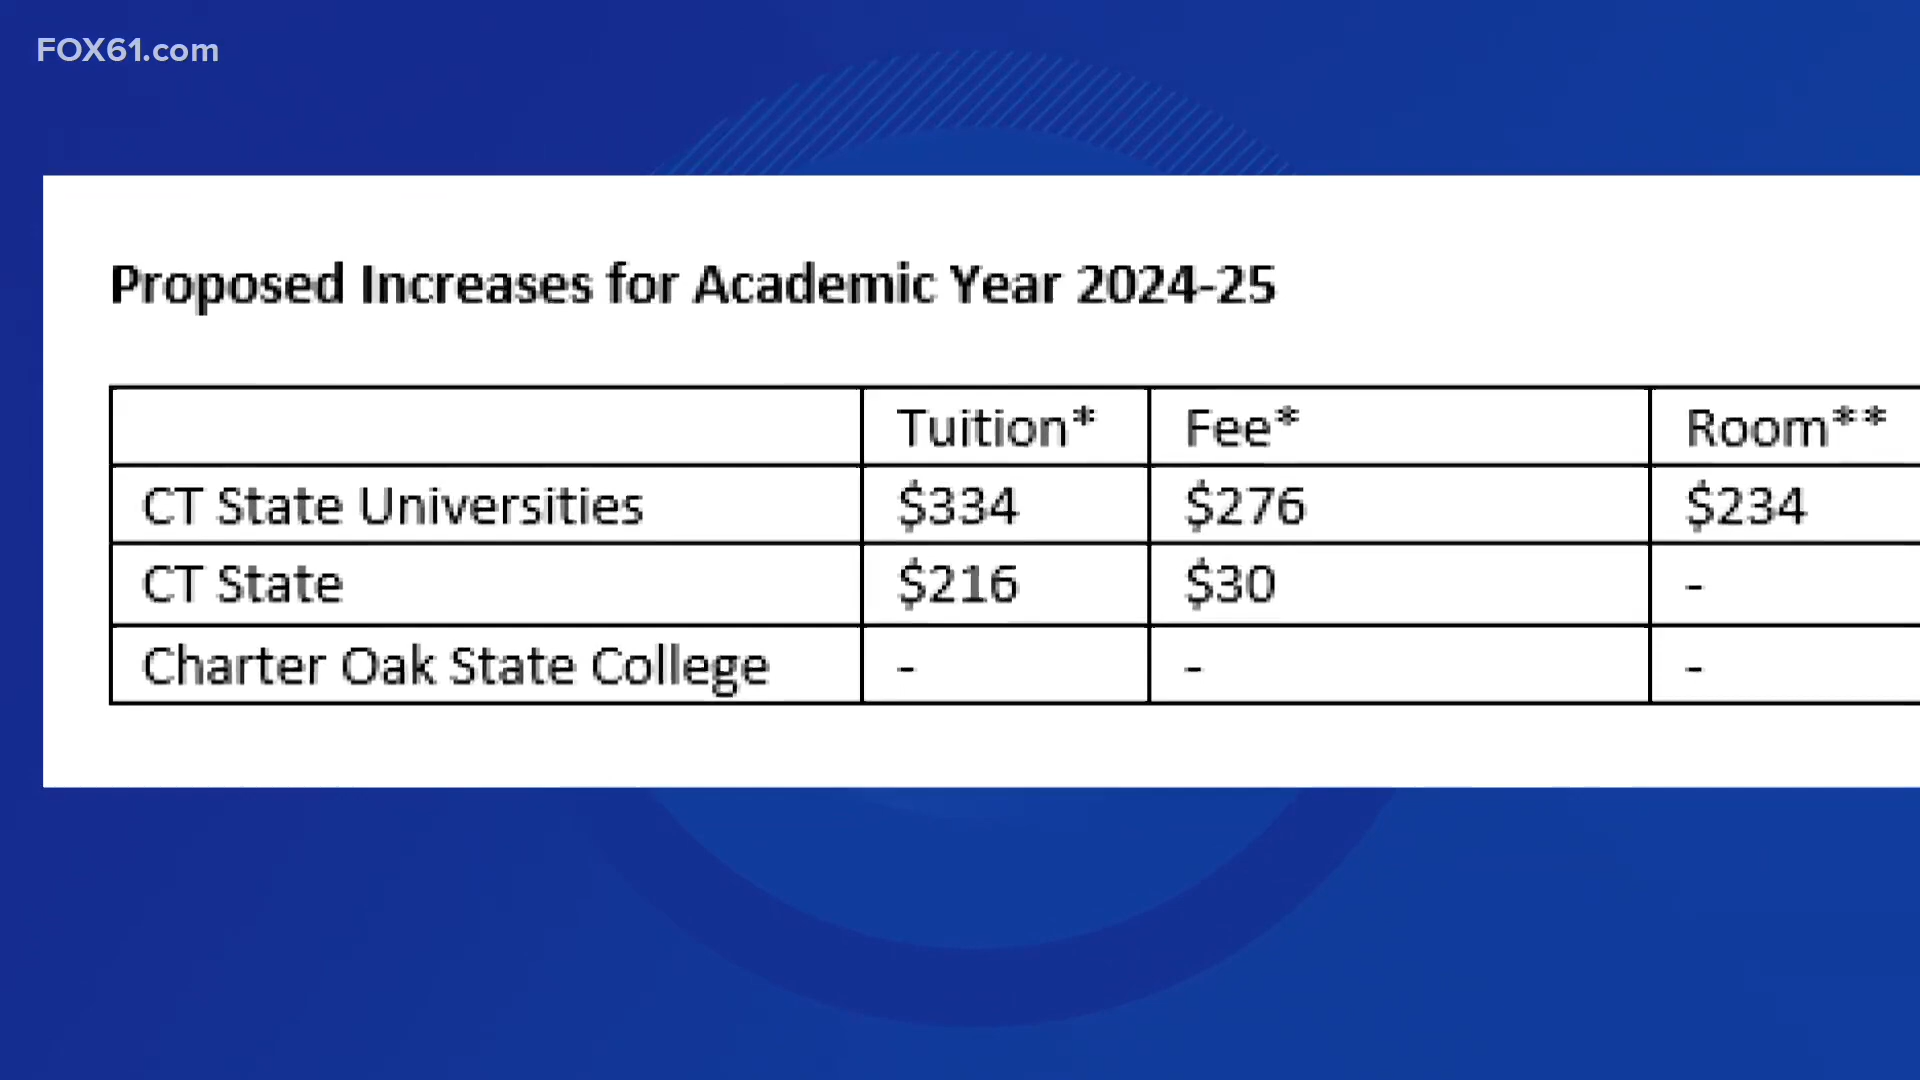 FOX61.com
Proposed Increases for Academic Year 2024-25
Tuition* Fee* Room**
CT State Universities $334 $276 $234
CT State $216 $30 -
Charter Oak State College - - -